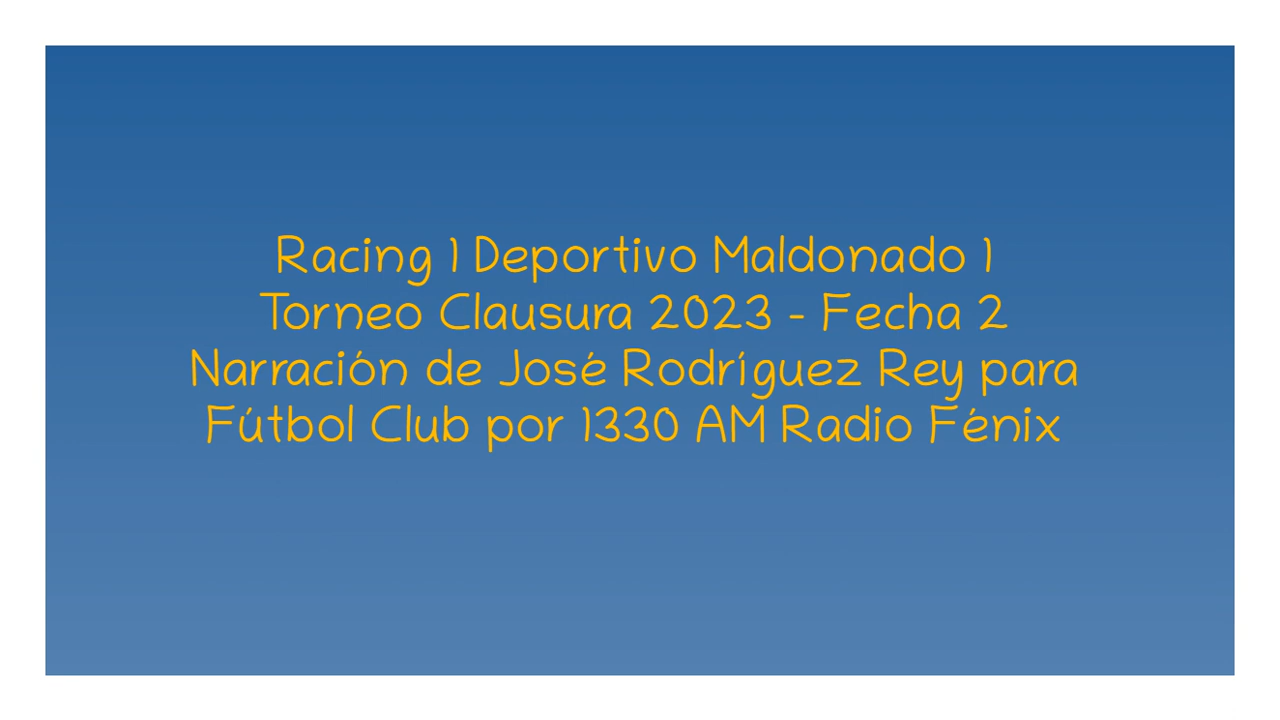 Racing 1 Deportivo Maldonado 1
Torneo Clausura 2023 - Fecha 2
Narración de José Rodríguez Rey para
Fútbol Club por 1330 AM Radio Fénix